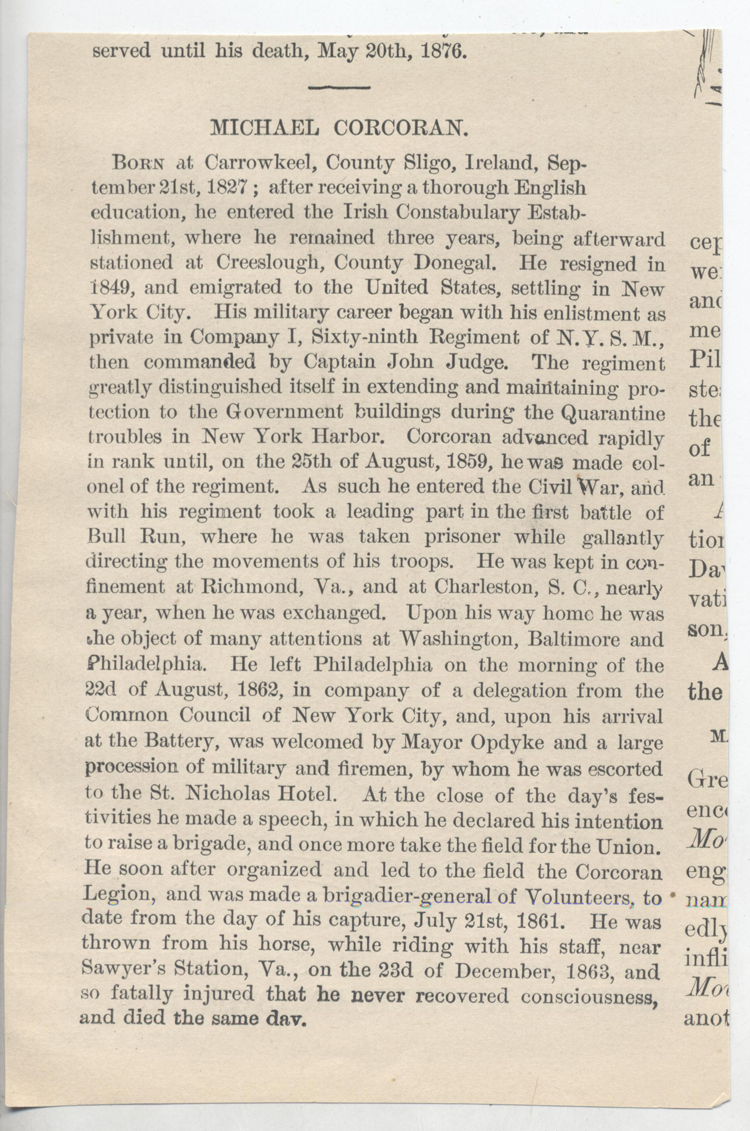 served until his death, May 20th, 1876.
MICHAEL CORCORAN.
BORN at Carrowkeel, County Sligo, Ireland, Sep-
tember 21st, 1827 ; after receiving a thorough English
education, he entered the Irish Constabulary Estab-
lishment, where he remained three years, being afterward
stationed at Creeslough, County Donegal. He resigned in
1849, and emigrated to the United States, settling in New
York City. His military career began with his enlistment as
private in Company I, Sixty-ninth Regiment of N. Y. S. M.,
then commanded by Captain John Judge. The regiment
greatly distinguished itself in extending and maintaining pro-
tection to the Government buildings during the Quarantine
troubles in New York Harbor. Corcoran advanced rapidly
in rank until, on the 25th of August, 1859, he was made col-
onel of the regiment. As such he entered the Civil War, and
with his regiment took a leading part in the first battle of
Bull Run, where he was taken prisoner while gallantly
directing the movements of his troops. He was kept in con-
finement at Richmond, Va., and at Charleston, S. C., nearly
a year, when he was exchanged. Upon his way home he was
the object of many attentions at Washington, Baltimore and
Philadelphia. He left Philadelphia on the morning of the
22d of August, 1862, in company of a delegation from the
Common Council of New York City, and, upon his arrival
at the Battery, was welcomed by Mayor Opdyke and a large
procession of military and firemen, by whom he was escorted
to the St. Nicholas Hotel. At the close of the day's fes-
tivities he made a speech, in which he declared his intention
to raise a brigade, and once more take the field for the Union.
He soon after organized and led to the field the Corcoran
Legion, and was made a brigadier-general of Volunteers, to
date from the day of his capture, July 21st, 1861. He was
thrown from his horse, while riding with his staff, near
Sawyer's Station, Va., on the 23d of December, 1863, and
so fatally injured that he never recovered consciousness,
and died the same day.
and
me
Pil
the
of
an
son,
A
the
M.
Gre
Mo
eng
nam
edly
infli
Mo
anot